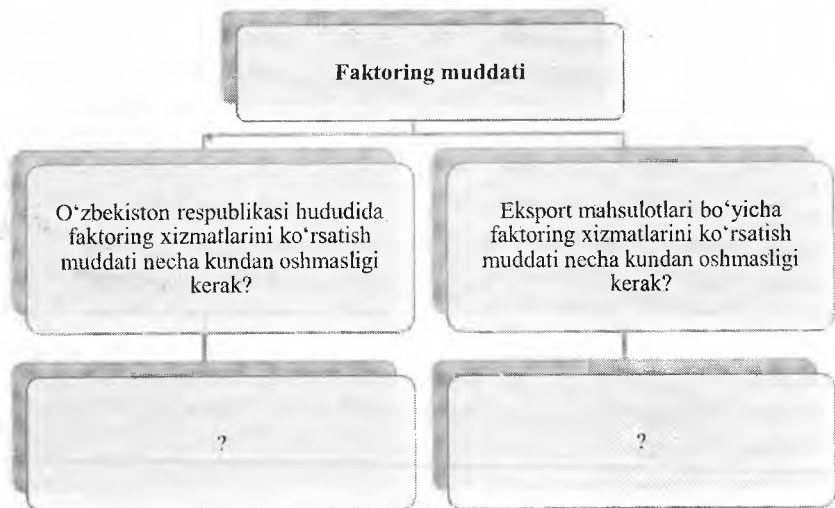 Faktoring muddati
O‘zbekiston respublikasi hududida
faktoring xizmatlarini ko‘rsatish
muddati necha kundan oshmasligi
kerak?
Eksport mahsulotlari bo‘yicha
faktoring xizmatlarini ko‘rsatish
muddati necha kundan oshmasligi
kerak?
?
?